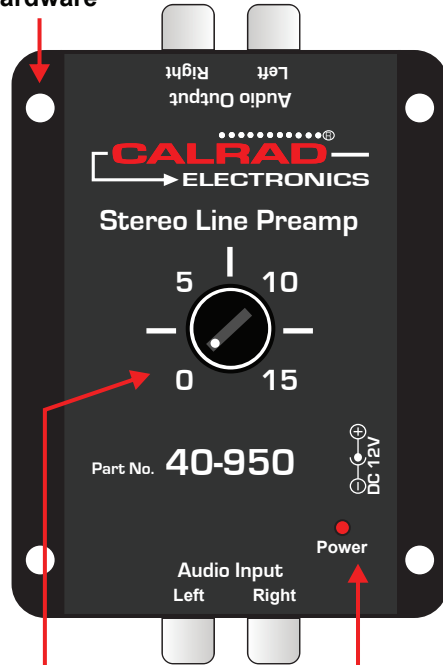 Right Left
Audio Output
CALRAD®
ELECTRONICS
Stereo Line Preamp
5 10
0 15
Part No. 40-950
DC 12V
Power
Audio Input
Left Right